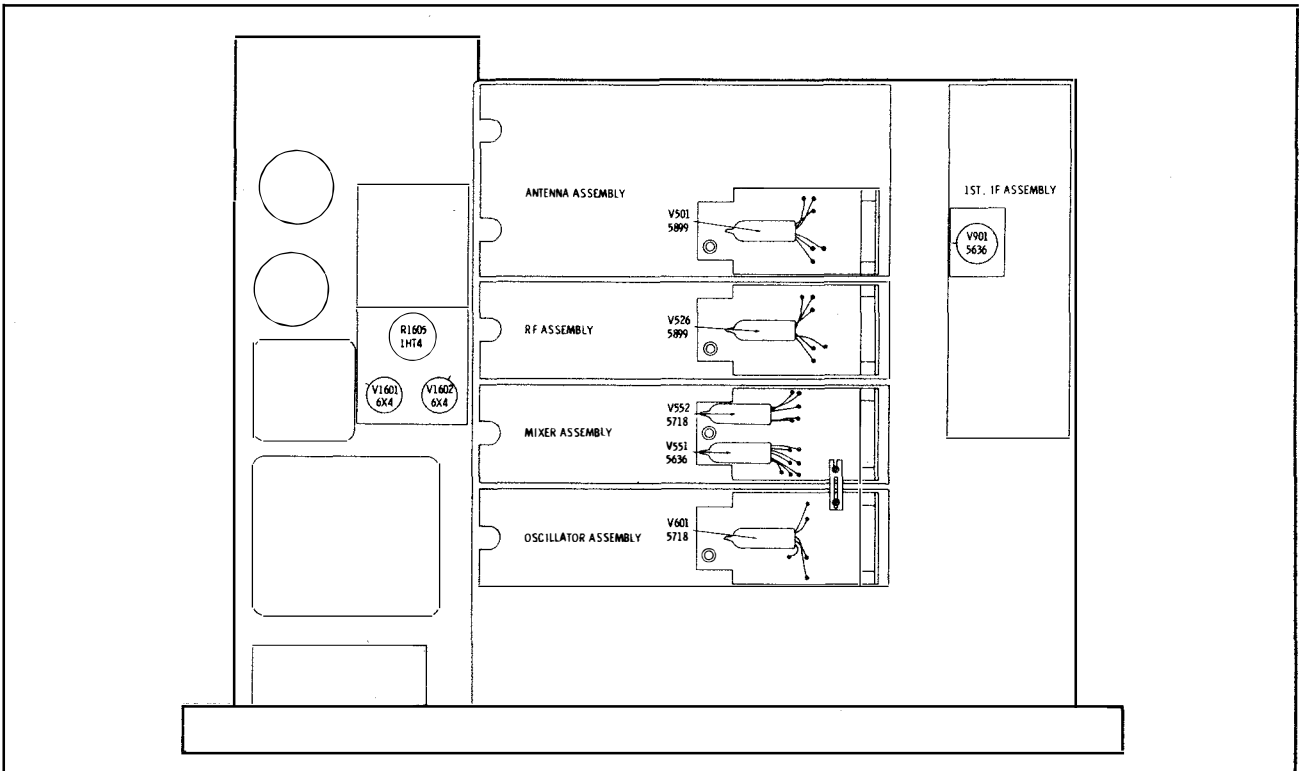 ANTENNA ASSEMBLY
V501
5899
1ST. IF ASSEMBLY
V901
5636
R1605
1HT4
V1601
6X4
V1602
6X4
RF ASSEMBLY
V526
5899
MIXER ASSEMBLY
V552
5718
V551
5636
OSCILLATOR ASSEMBLY
V601
5718